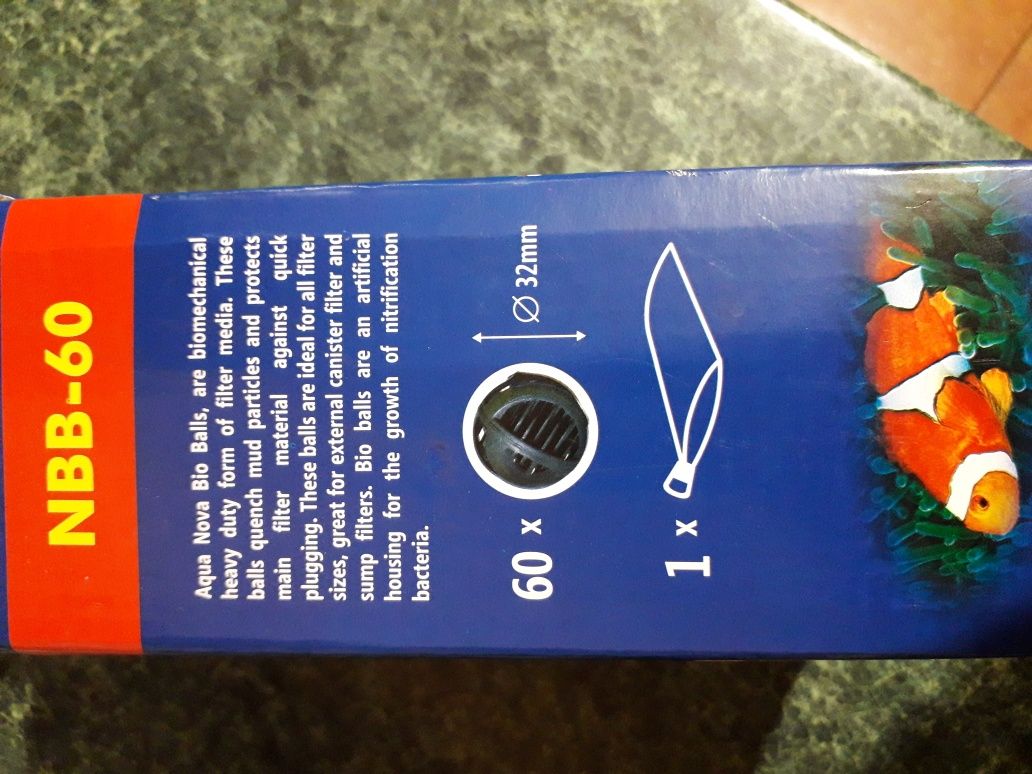 NBB-60
Aqua Nova Bio Balls, are biomechanical
heavy duty form of filter media. These
balls quench mud particles and protects
main filter material against quick
plugging. These balls are ideal for all filter
sizes, great for external canister filter and
sump filters. Bio balls are an artificial
housing for the growth of nitrification
bacteria.
60 x
Ø 32mm
1 x